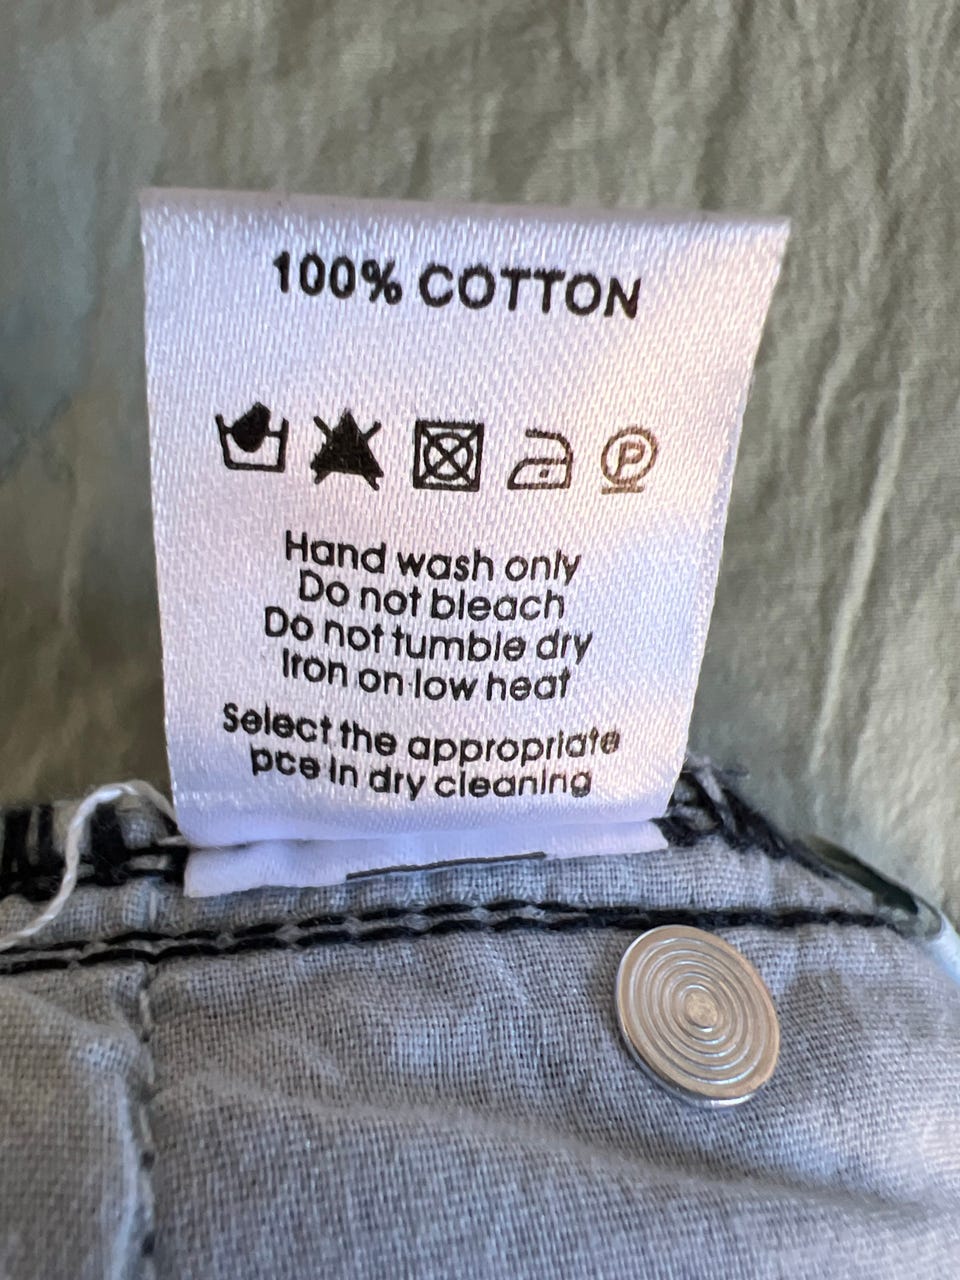 100% COTTON
P
Hand wash only
Do not bleach
Do not tumble dry
Iron on low heat
Select the appropriate
pce in dry cleaning